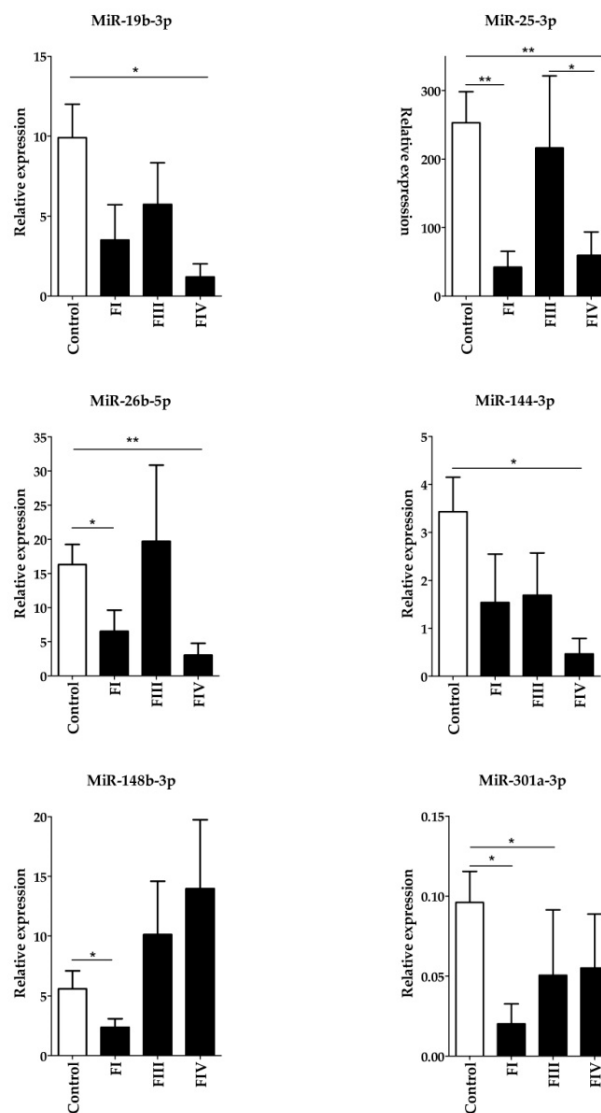 MiR-19b-3p
Relative expression
15
10
5
0
*
Control
FI
FIII
FIV
MiR-25-3p
Relative expression
300
200
100
0
**
**
*
Control
FI
FIII
FIV
MiR-26b-5p
Relative expression
35
30
25
20
15
10
5
0
**
*
Control
FI
FIII
FIV
MiR-144-3p
Relative expression
5
4
3
2
1
0
*
Control
FI
FIII
FIV
MiR-148b-3p
Relative expression
20
15
10
5
0
*
Control
FI
FIII
FIV
MiR-301a-3p
Relative expression
0.15
0.10
0.05
0.00
*
*
Control
FI
FIII
FIV